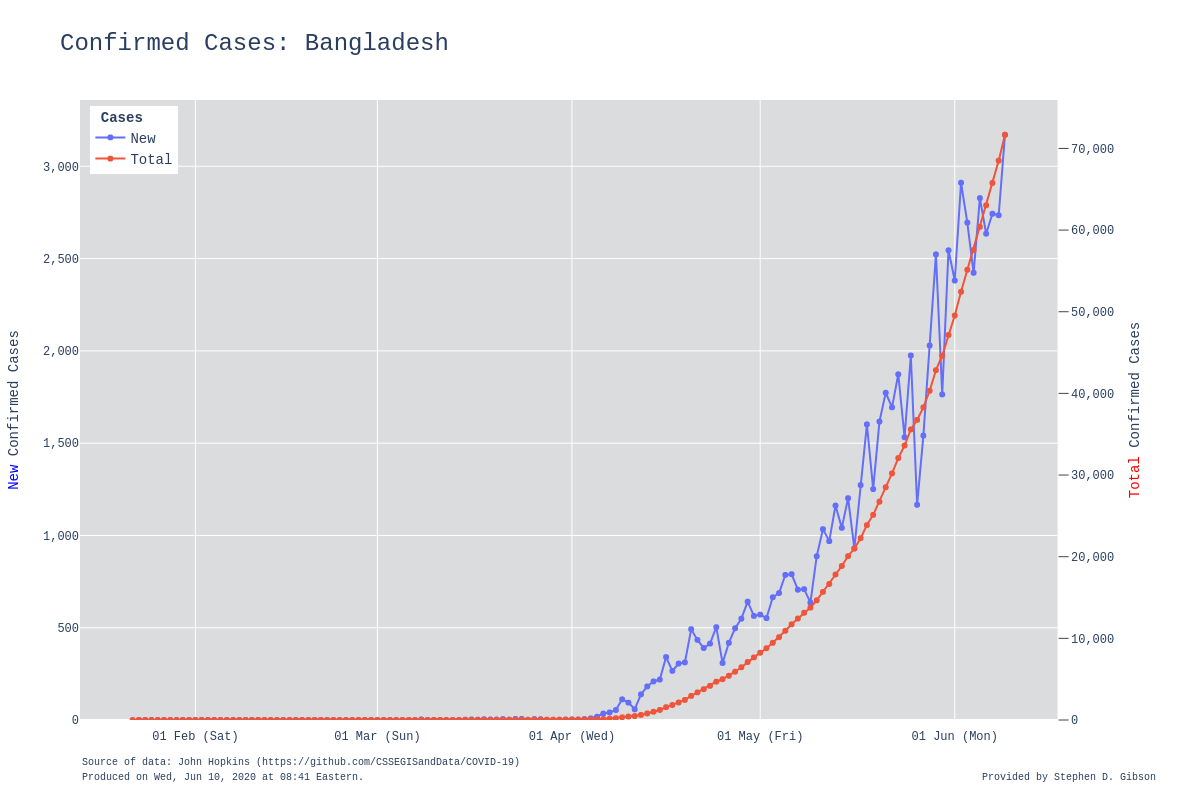 Confirmed Cases: Bangladesh
Cases
New
Total
3,000
2,500
2,000
1,500
1,000
500
0
New Confirmed Cases
70,000
60,000
50,000
40,000
30,000
20,000
10,000
0
Total Confirmed Cases
01 Feb (Sat) 01 Mar (Sun) 01 Apr (Wed) 01 May (Fri) 01 Jun (Mon)
Source of data: John Hopkins (https://github.com/CSSEGISandData/COVID-19)
Produced on Wed, Jun 10, 2020 at 08:41 Eastern.
Provided by Stephen D. Gibson